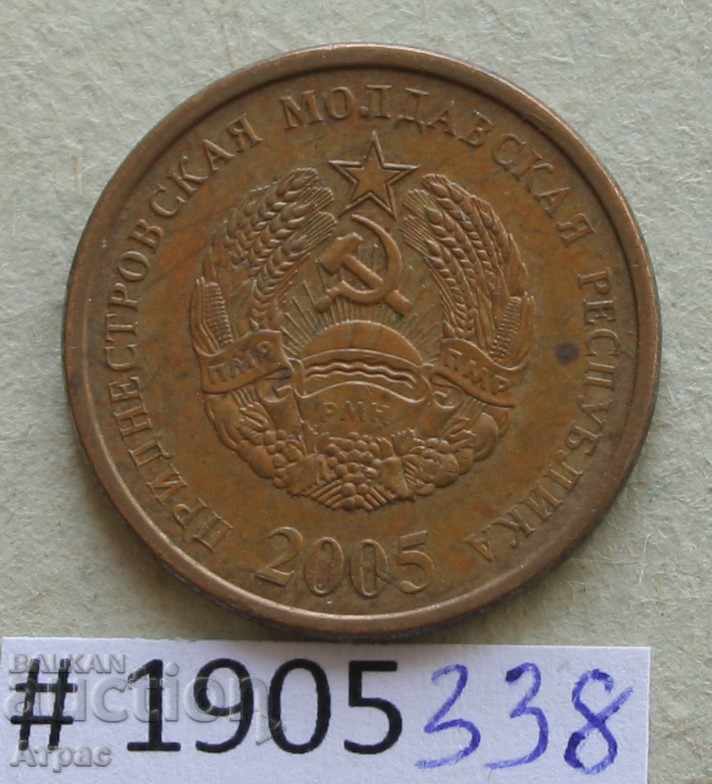 ПРИДНЕСТРОВСКАЯ МОЛДАВСКАЯ РЕСПУБЛИКА
ПМР
ПМР
РМН
2005
BALKAN
auction
Атрас
#1905338